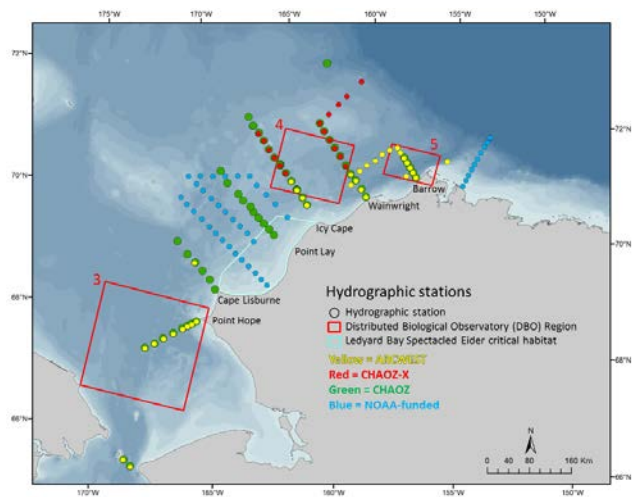 175°W 170°W 165°W 160°W 155°W 150°W
72°N
72°N
4
5
70°N
Barrow
Wainwright
Icy Cape
70°N
Point Lay
3
Hydrographic stations
Cape Lisburne
68°N
Hydrographic station
Point Hope
Distributed Biological Observatory (DBO) Region
68°N
Ledyard Bay Spectacled Eider critical habitat
Yellow = ARCWEST
Red = CHAOZ-X
Green = CHAOZ
Blue = NOAA-funded
66°N
66°N
N
0 40 80 160 Km
170°W 165°W 160°W 155°W 150°W